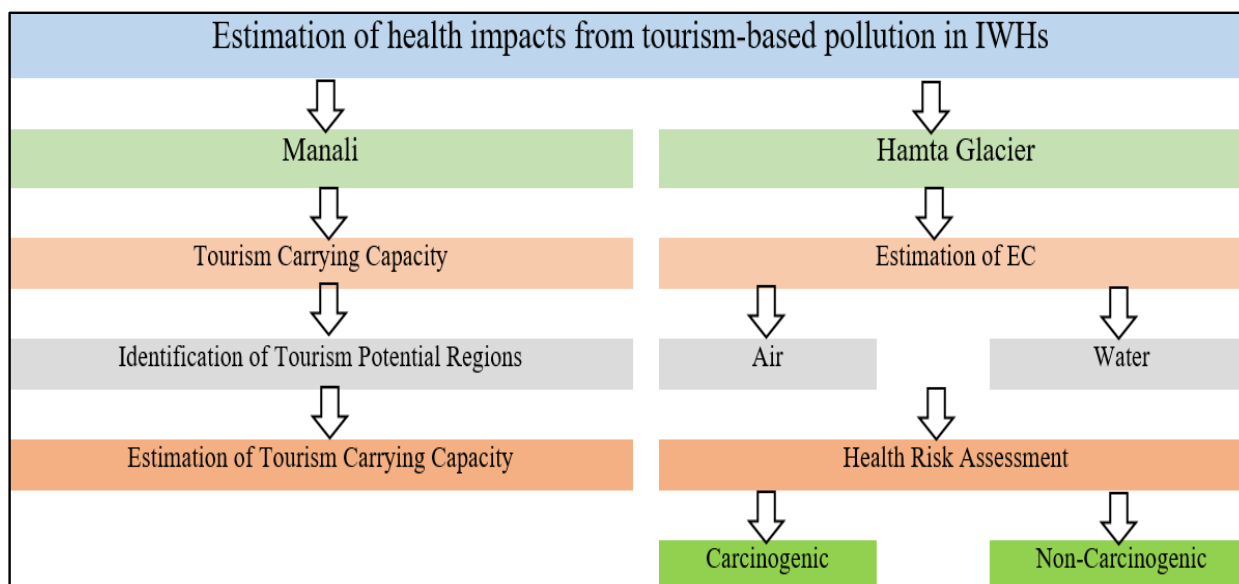 Estimation of health impacts from tourism-based pollution in IWHs
Manali
Hamta Glacier
Tourism Carrying Capacity
Estimation of EC
Identification of Tourism Potential Regions
Air
Water
Estimation of Tourism Carrying Capacity
Health Risk Assessment
Carcinogenic
Non-Carcinogenic